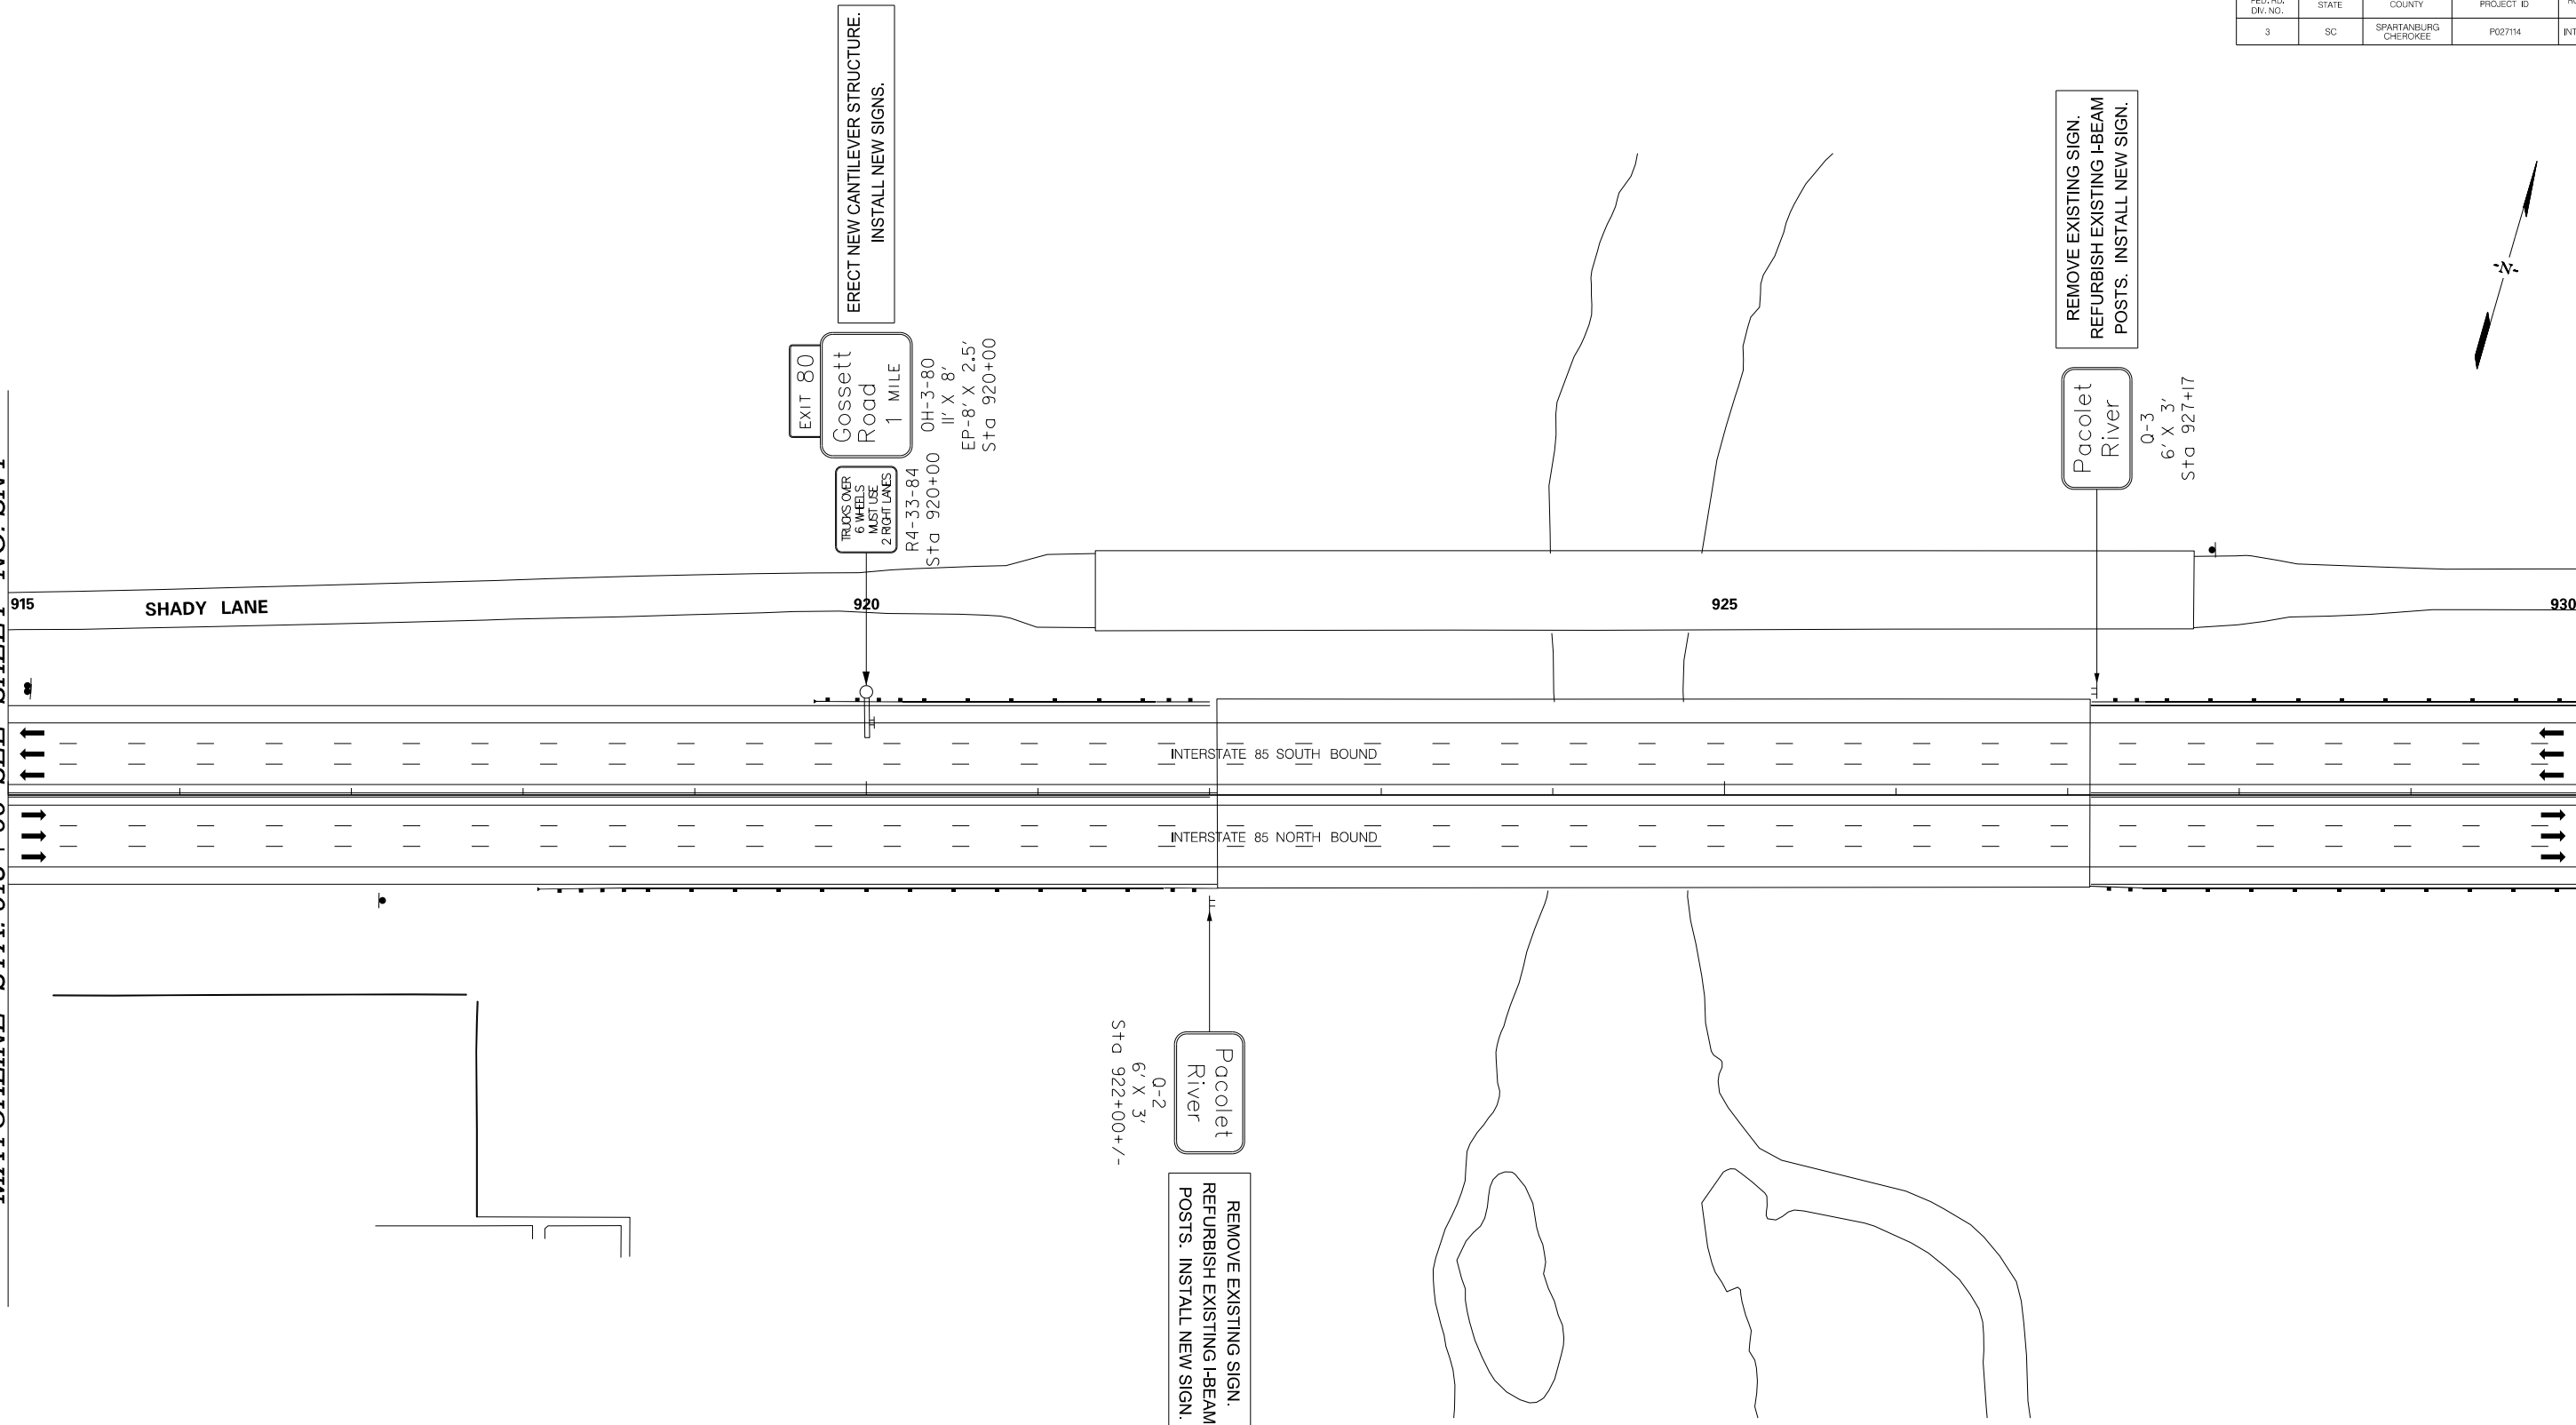 FED. RD.
DIV. NO.
STATE
COUNTY
PROJECT ID
3
SC
SPARTANBURG
CHEROKEE
P027114
ERECT NEW CANTILEVER STRUCTURE.
INSTALL NEW SIGNS.
EXIT 80
Gossett
Road
1 MILE
OH-3-80
11' X 8'
EP-8' X 2.5'
Sta 920+00
TRUCKS OVER
6 WHEELS
MUST USE
2 RIGHT LANES
R4-33-84
Sta 920+00
REMOVE EXISTING SIGN.
REFURBISH EXISTING I-BEAM
POSTS. INSTALL NEW SIGN.
Pacolet
River
Q-3
6' X 3'
Sta 927+17
-N-
915
SHADY LANE
920
925
930
INTERSTATE 85 SOUTH BOUND
INTERSTATE 85 NORTH BOUND
Pacolet
River
Q-2
6' X 3'
Sta 922+00+/-
REMOVE EXISTING SIGN.
REFURBISH EXISTING I-BEAM
POSTS. INSTALL NEW SIGN.